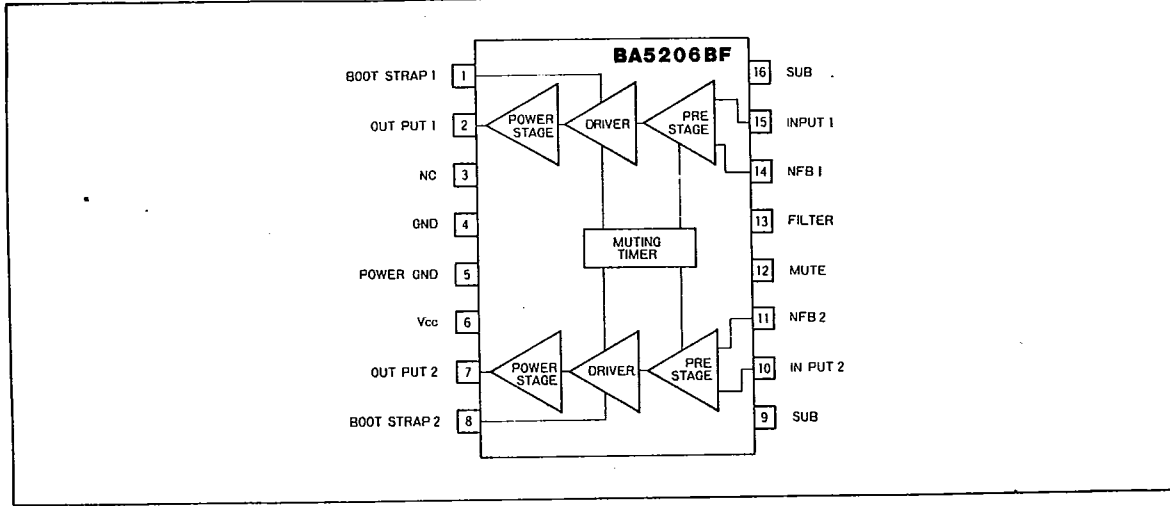 BA5206BF
BOOT STRAP 1
1
16
SUB
OUT PUT 1
2
POWER STAGE
DRIVER
PRE STAGE
15
INPUT 1
NC
3
14
NFB 1
GND
4
13
FILTER
MUTING TIMER
POWER GND
5
12
MUTE
Vcc
6
11
NFB 2
OUT PUT 2
7
POWER STAGE
DRIVER
PRE STAGE
10
IN PUT 2
BOOT STRAP 2
8
9
SUB